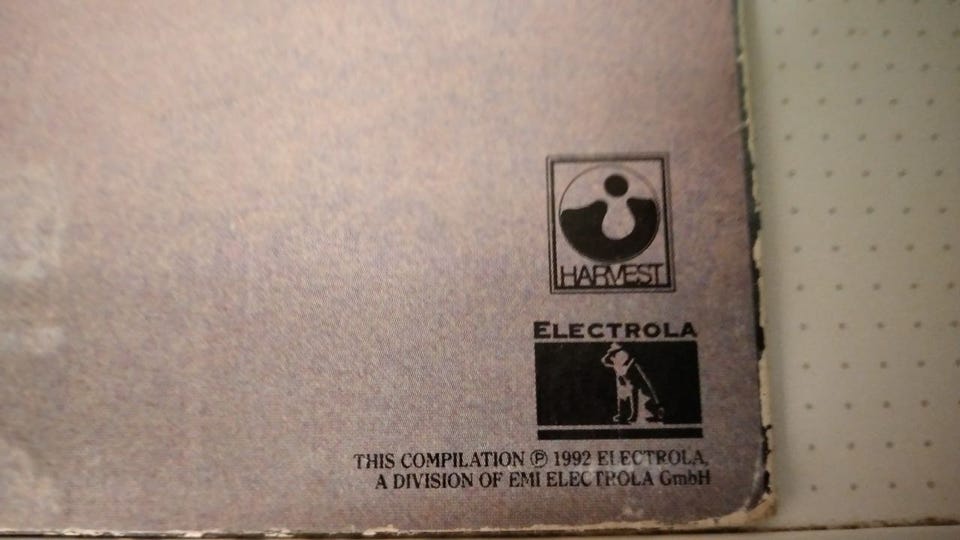 HARVEST
ELECTROLA
THIS COMPILATION ℗ 1992 ELECTROLA,
A DIVISION OF EMI ELECTROLA GmbH